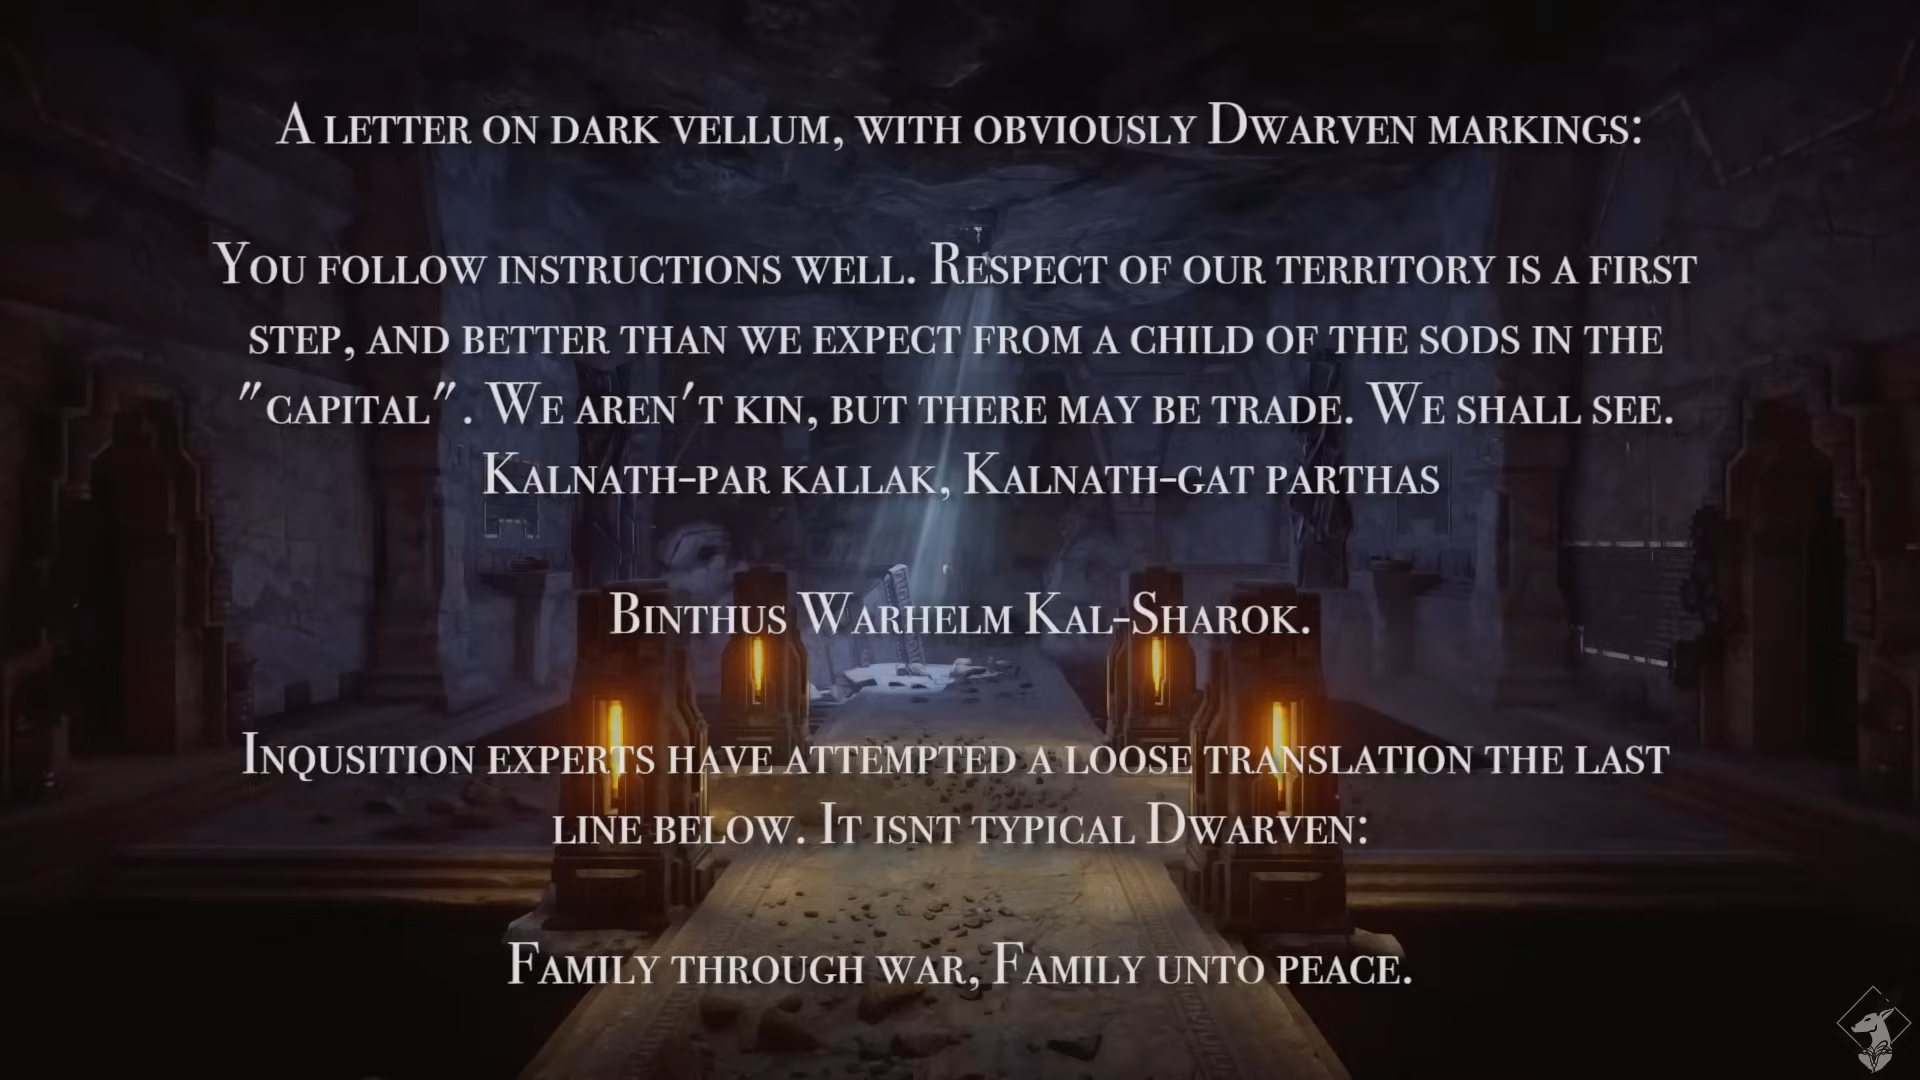 A letter on dark vellum, with obviously Dwarven markings:
You follow instructions well. Respect of our territory is a first
step, and better than we expect from a child of the sods in the
"capital". We aren't kin, but there may be trade. We shall see.
Kalnath-par kallak, Kalnath-gat parthas
Binthus Warhelm Kal-Sharok.
Inqusition experts have attempted a loose translation the last
line below. It isnt typical Dwarven:
Family through war, Family unto peace.